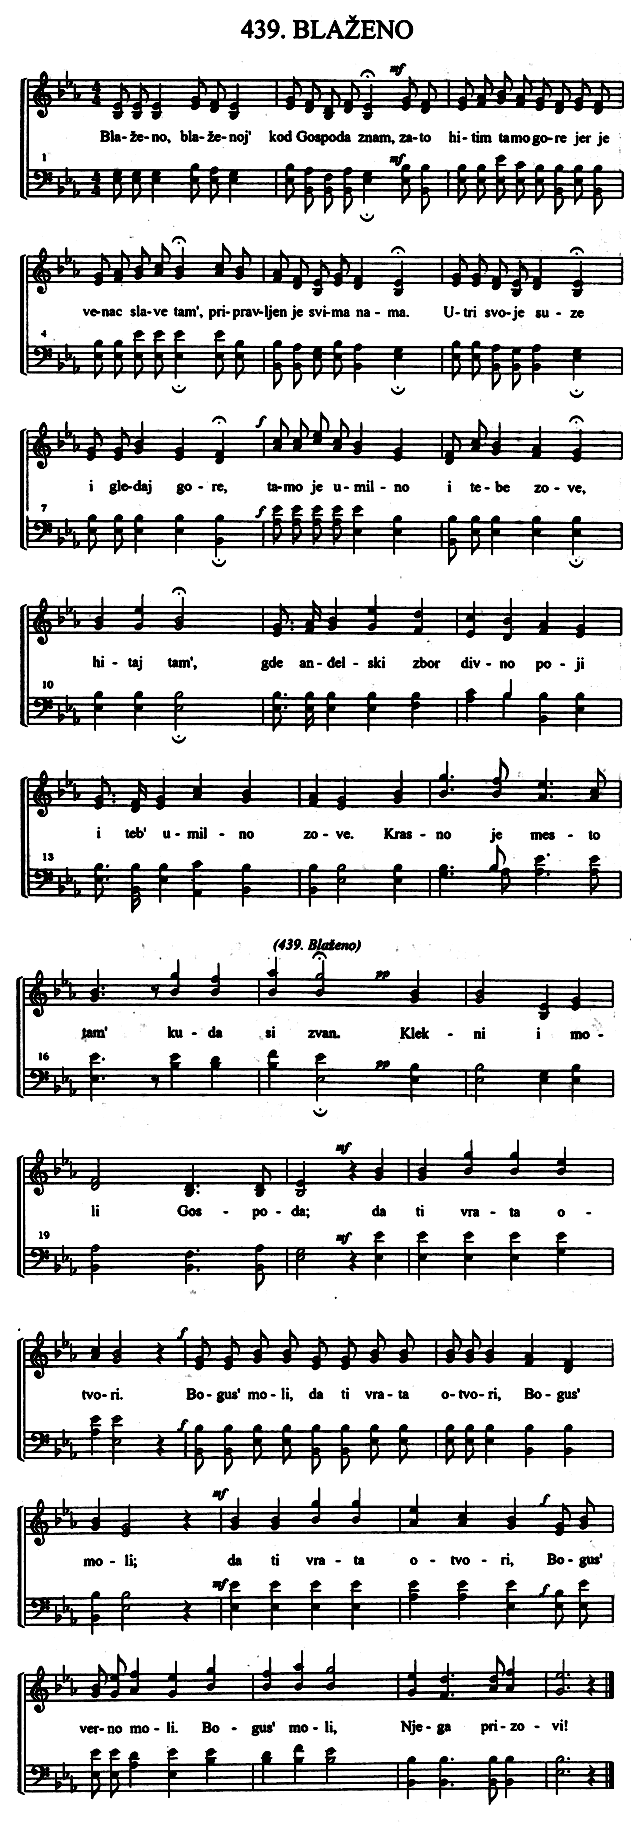 439. BLAŽENO
mf
Bla-že-no, bla-že-noj' kod Gospoda znam, za-to hi-tim tamo go-re jer je
1
mf
ve-nac sla-ve tam', pri-prav-ljen je svi-ma na-ma. U-tri svo-je su-ze
4
f
i gle-daj go-re, ta-mo je u-mil-no i te-be zo-ve,
7
f
hi-taj tam', gde an-del-ski zbor div-no po-ji
10
i teb' u-mil-no zo-ve. Kras-no je mes-to
13
(439. Blaženo)
pp
tam' ku-da si zvan. Klek-ni i mo-
16
pp
mf
li Gos-po-da; da ti vra-ta o-
19
mf
f
tvo-ri. Bo-gus' mo-li, da ti vra-ta o-tvo-ri, Bo-gus'
f
mf
f
mo-li; da ti vra-ta o-tvo-ri, Bo-gus'
mf
f
ver-no mo-li. Bo-gus' mo-li, Nje-ga pri-zo-vi!